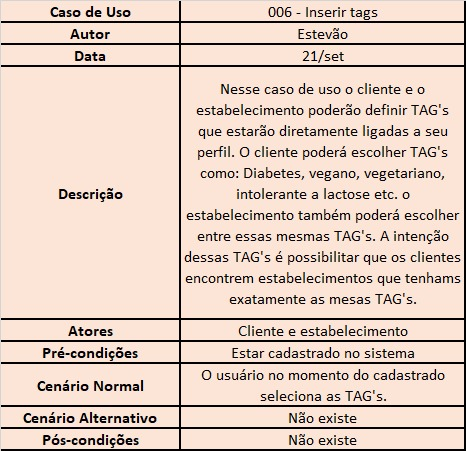 Caso de Uso 006 - Inserir tags
Autor Estevão
Data 21/set
Descrição
Nesse caso de uso o cliente e o
estabelecimento poderão definir TAG's
que estarão diretamente ligadas a seu
perfil. O cliente poderá escolher TAG's
como: Diabetes, vegano, vegetariano,
intolerante a lactose etc. o
estabelecimento também poderá escolher
entre essas mesmas TAG's. A intenção
dessas TAG's é possibilitar que os clientes
encontrem estabelecimentos que tenhams
exatamente as mesas TAG's.
Atores Cliente e estabelecimento
Pré-condições Estar cadastrado no sistema
Cenário Normal
O usuário no momento do cadastrado
seleciona as TAG's.
Cenário Alternativo Não existe
Pós-condições Não existe